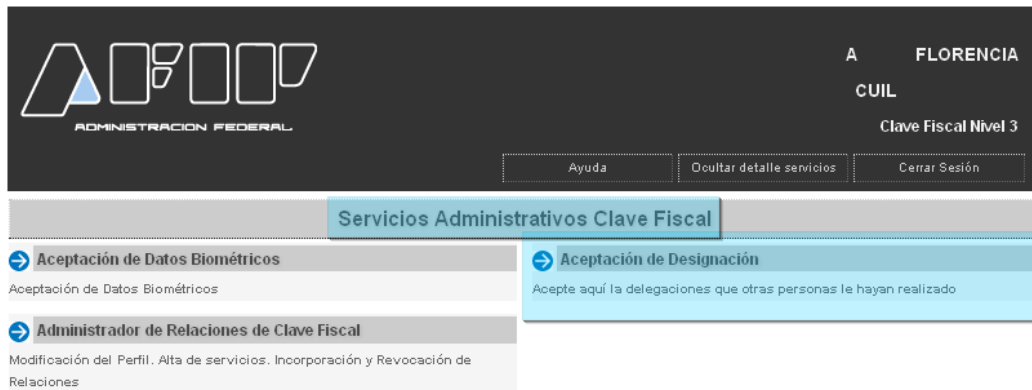 AFIP
ADMINISTRACION FEDERAL
A FLORENCIA
CUIL
Clave Fiscal Nivel 3
Ayuda
Ocultar detalle servicios
Cerrar Sesión
Servicios Administrativos Clave Fiscal
Aceptación de Datos Biométricos
Aceptación de Datos Biométricos
Aceptación de Designación
Acepte aquí la delegaciones que otras personas le hayan realizado
Administrador de Relaciones de Clave Fiscal
Modificación del Perfil. Alta de servicios. Incorporación y Revocación de
Relaciones